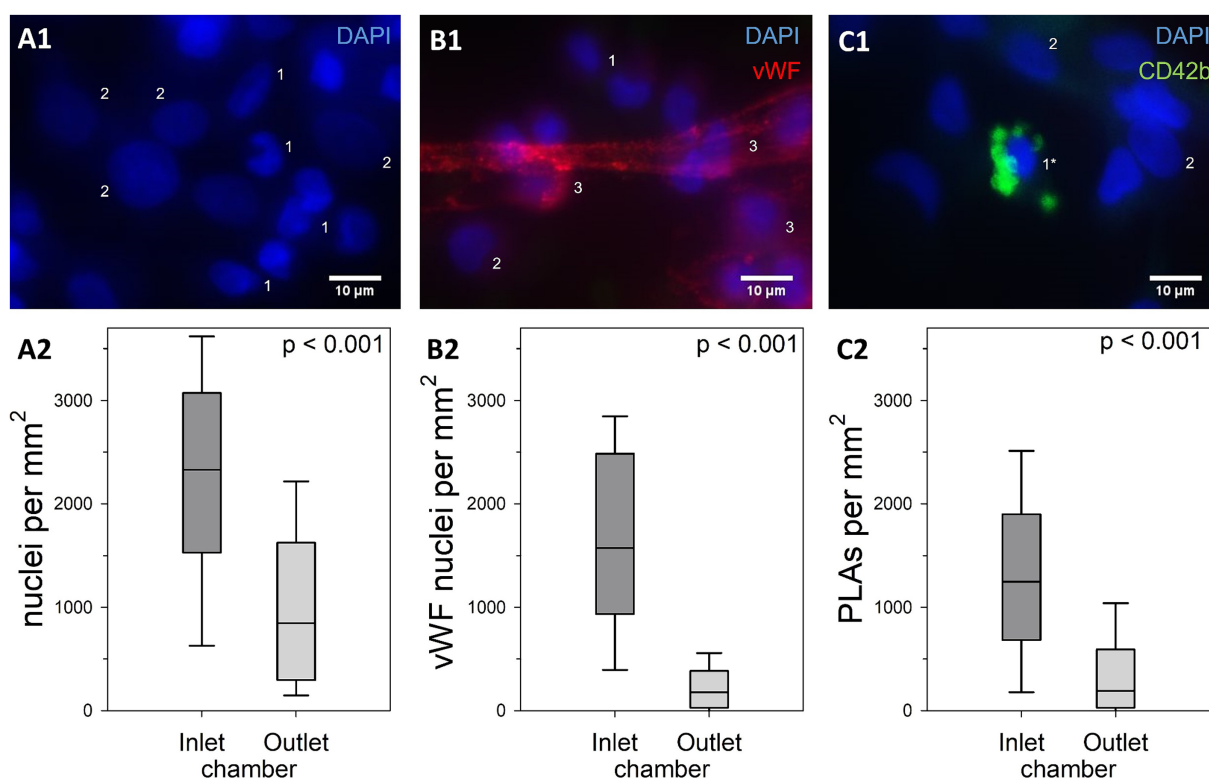 A1
DAPI
1
2 2
1
2
2
1
1
10 µm
B1
DAPI
vWF
1
3
3
3
2
10 µm
C1
DAPI
CD42b
2
1*
2
10 µm
A2
p < 0.001
nuclei per mm²
3000
2000
1000
0
Inlet Outlet
chamber
B2
p < 0.001
vWF nuclei per mm²
3000
2000
1000
0
Inlet Outlet
chamber
C2
p < 0.001
PLAs per mm²
3000
2000
1000
0
Inlet Outlet
chamber